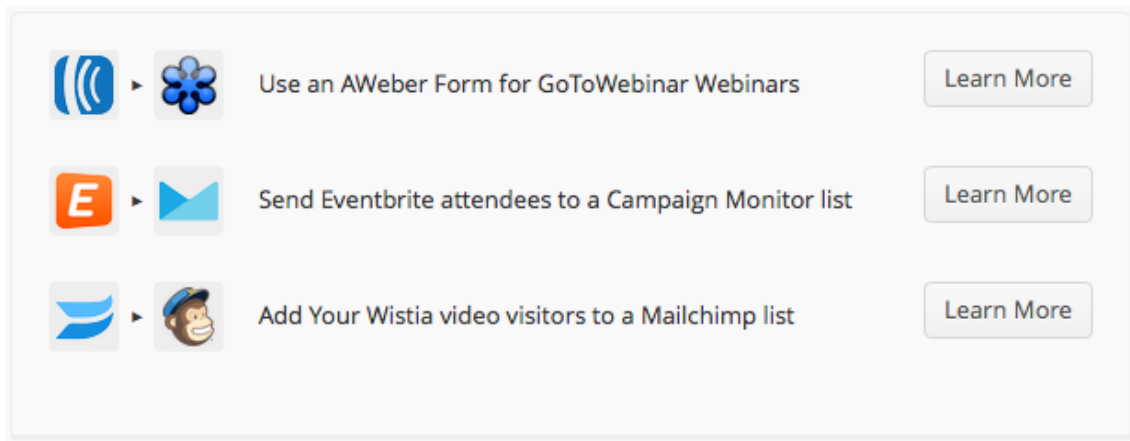 Use an AWeber Form for GoToWebinar Webinars Learn More
E Send Eventbrite attendees to a Campaign Monitor list Learn More
Add Your Wistia video visitors to a Mailchimp list Learn More